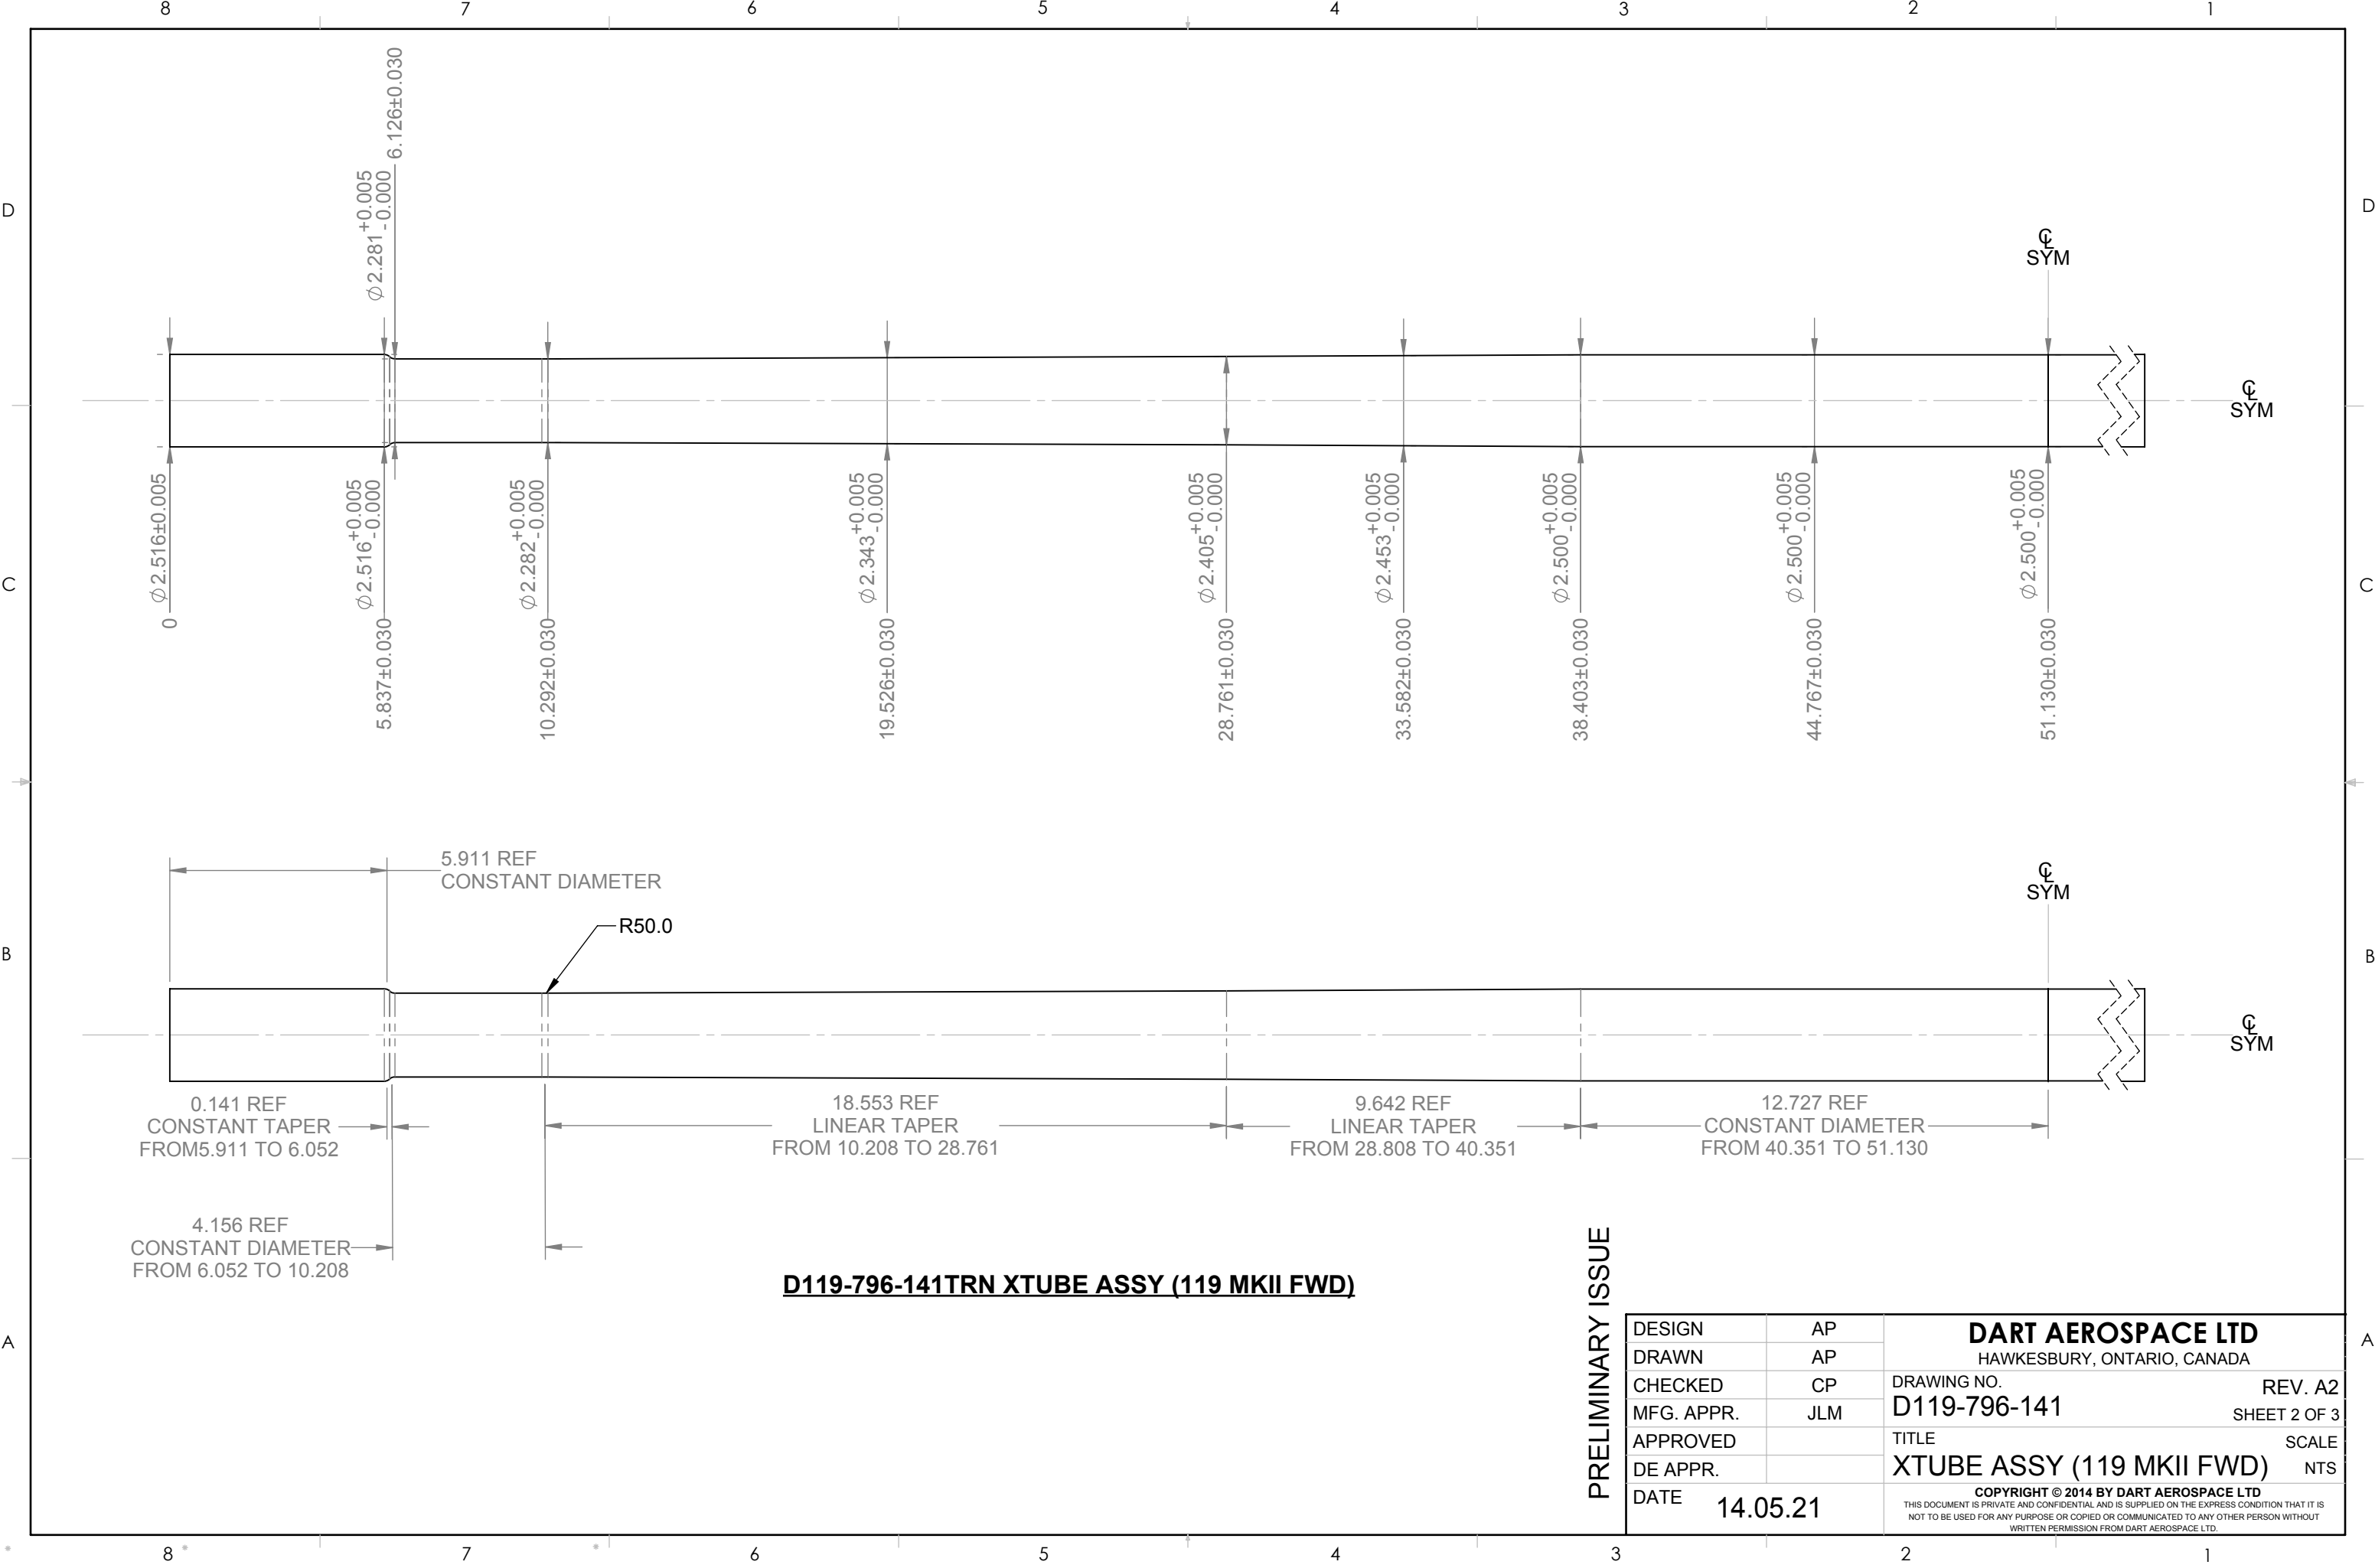 8 7 6 5 4 3 2 1
D D
C C
B B
A A
6.126±0.030
∅2.281 +0.005 -0.000
℄
SYM
℄
SYM
∅2.516±0.005
0
∅2.516 +0.005 -0.000
5.837±0.030
∅2.282 +0.005 -0.000
10.292±0.030
∅2.343 +0.005 -0.000
19.526±0.030
∅2.405 +0.005 -0.000
28.761±0.030
∅2.453 +0.005 -0.000
33.582±0.030
∅2.500 +0.005 -0.000
38.403±0.030
∅2.500 +0.005 -0.000
44.767±0.030
∅2.500 +0.005 -0.000
51.130±0.030
5.911 REF
CONSTANT DIAMETER
R50.0
℄
SYM
℄
SYM
0.141 REF
CONSTANT TAPER
FROM5.911 TO 6.052
18.553 REF
LINEAR TAPER
FROM 10.208 TO 28.761
9.642 REF
LINEAR TAPER
FROM 28.808 TO 40.351
12.727 REF
CONSTANT DIAMETER
FROM 40.351 TO 51.130
4.156 REF
CONSTANT DIAMETER
FROM 6.052 TO 10.208
D119-796-141TRN XTUBE ASSY (119 MKII FWD)
PRELIMINARY ISSUE
DESIGN AP
DRAWN AP
CHECKED CP
MFG. APPR. JLM
APPROVED
DE APPR.
DATE 14.05.21
DART AEROSPACE LTD
HAWKESBURY, ONTARIO, CANADA
DRAWING NO. REV. A2
D119-796-141 SHEET 2 OF 3
TITLE SCALE
XTUBE ASSY (119 MKII FWD) NTS
COPYRIGHT © 2014 BY DART AEROSPACE LTD
THIS DOCUMENT IS PRIVATE AND CONFIDENTIAL AND IS SUPPLIED ON THE EXPRESS CONDITION THAT IT IS
NOT TO BE USED FOR ANY PURPOSE OR COPIED OR COMMUNICATED TO ANY OTHER PERSON WITHOUT
WRITTEN PERMISSION FROM DART AEROSPACE LTD.
8 7 6 5 4 3 2 1